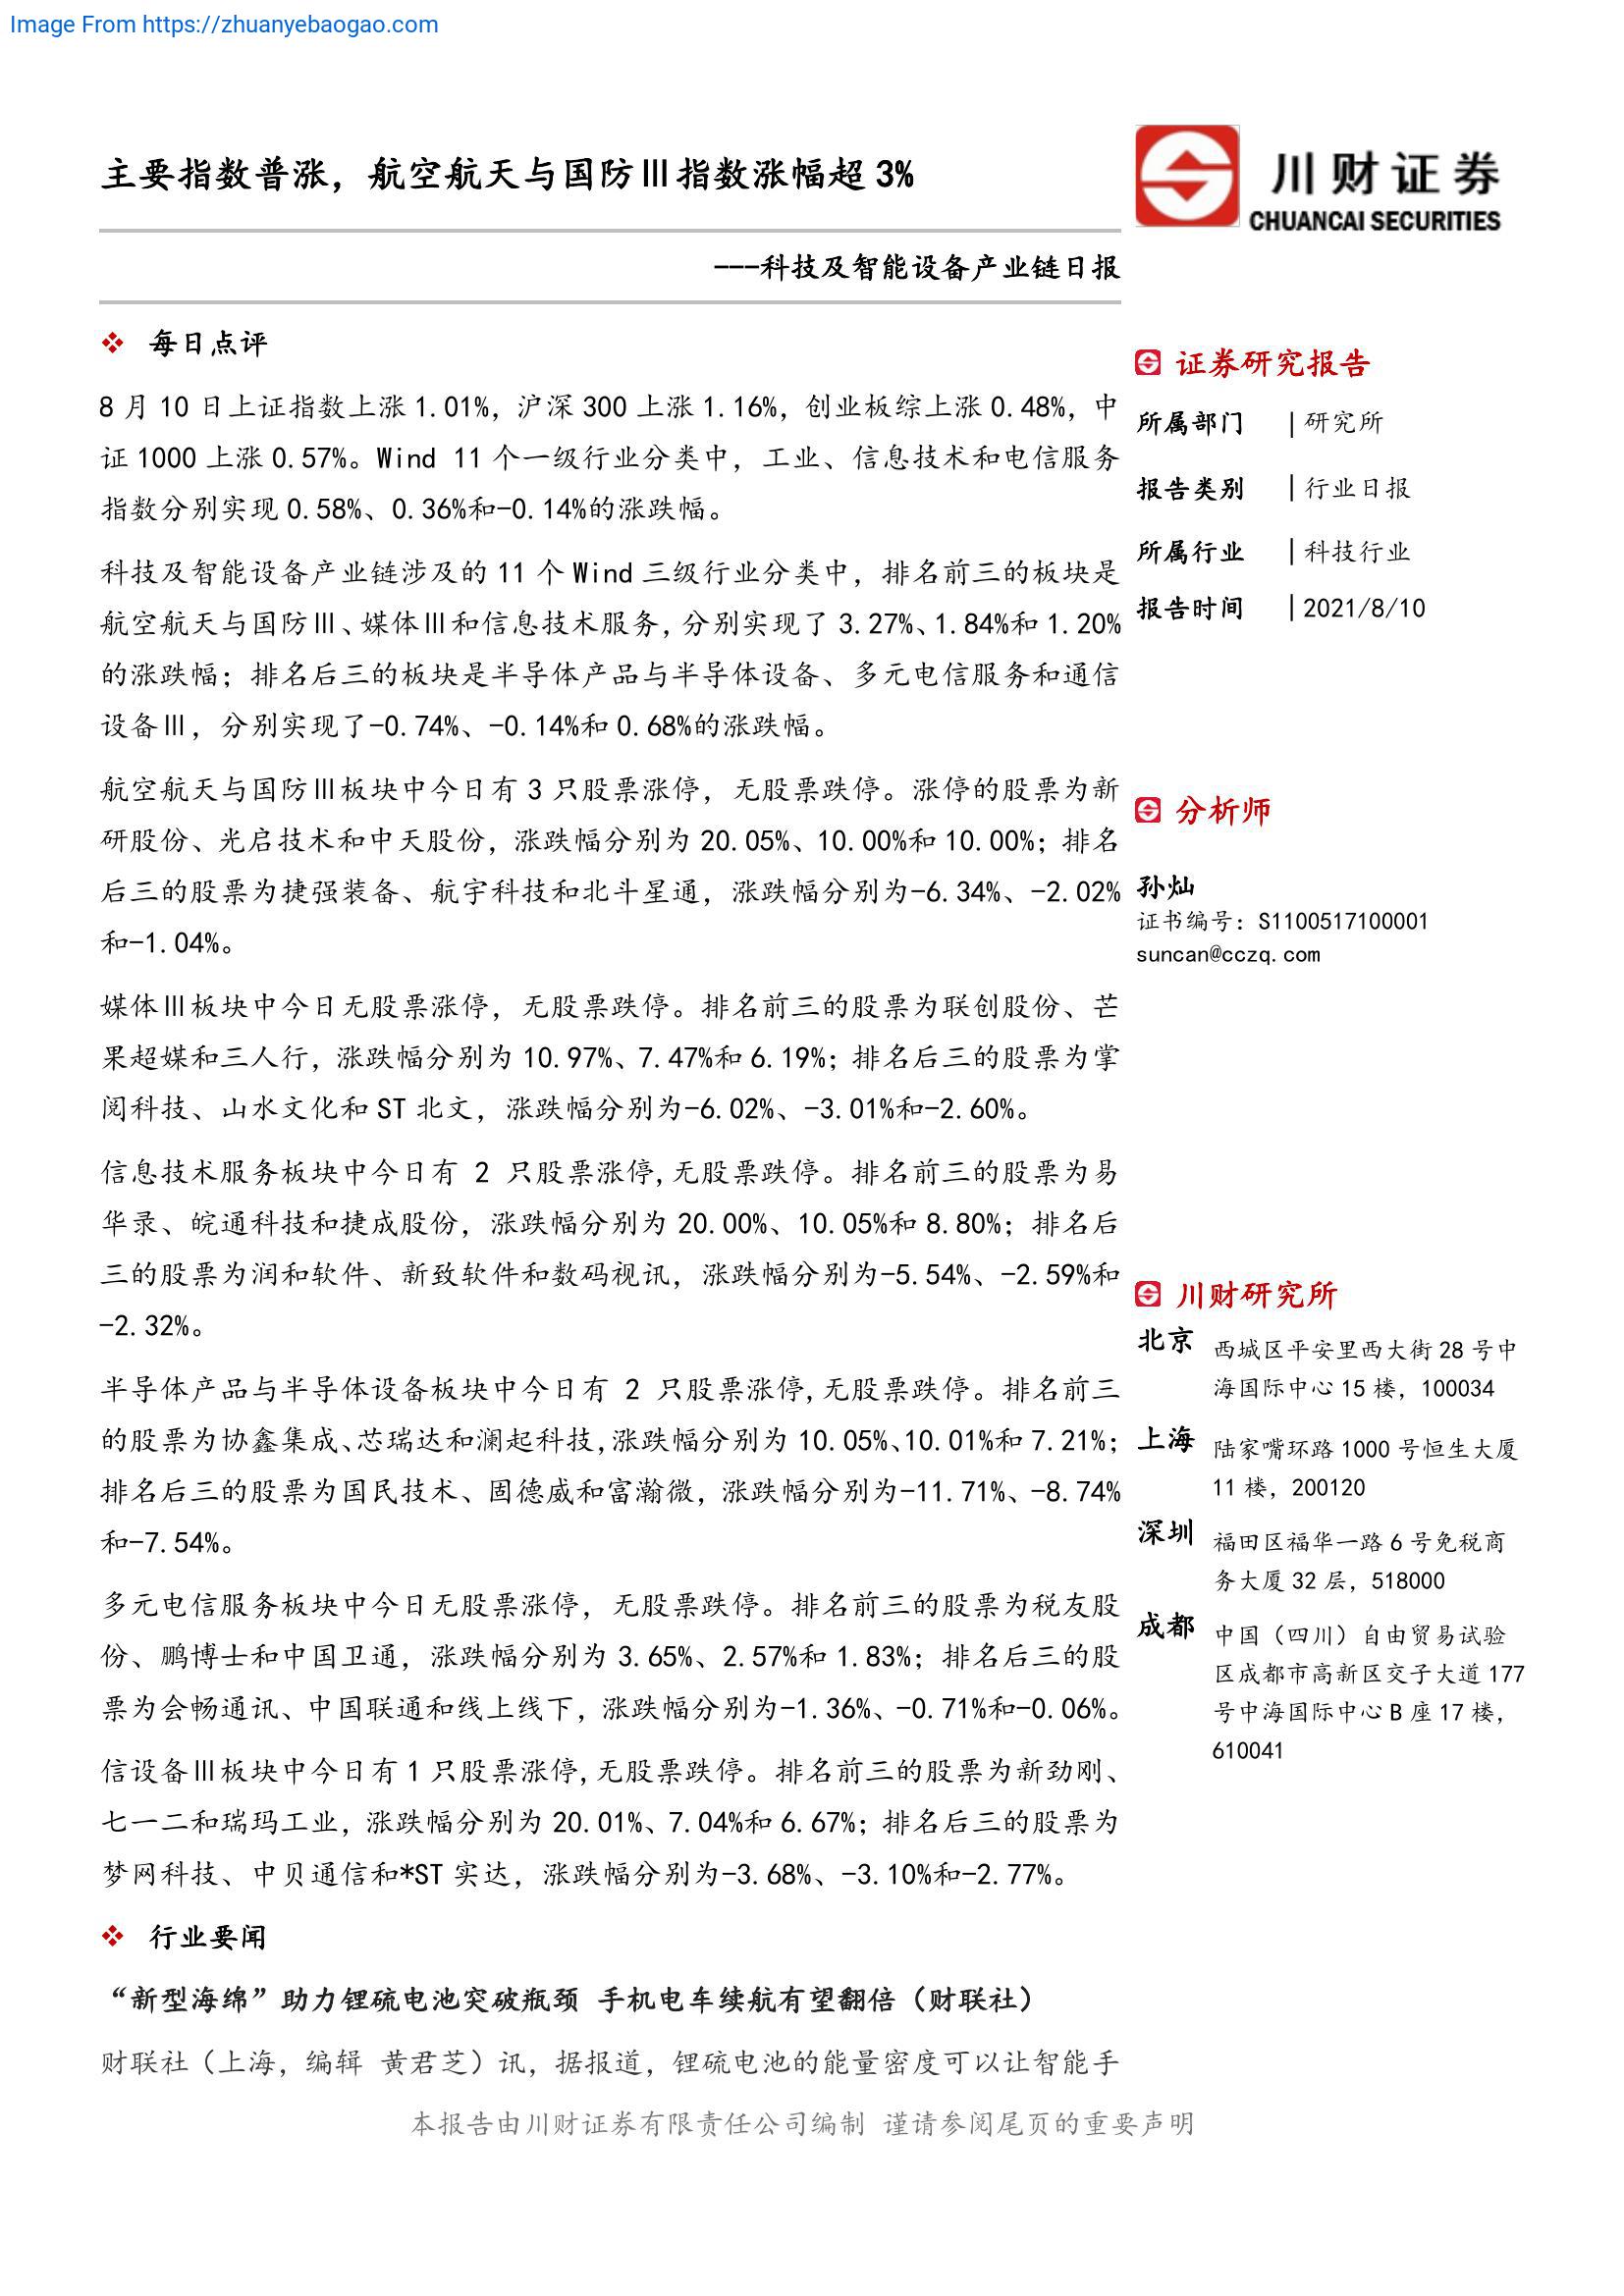 Image From https://zhuanyebaogao.com
主要指数普涨，航空航天与国防Ⅲ指数涨幅超 3%
川财证券
CHUANCAI SECURITIES
---科技及智能设备产业链日报
每日点评
8 月 10 日上证指数上涨 1.01%，沪深 300 上涨 1.16%，创业板综上涨 0.48%，中
证 1000 上涨 0.57%。Wind 11 个一级行业分类中，工业、信息技术和电信服务
指数分别实现 0.58%、0.36%和-0.14%的涨跌幅。
科技及智能设备产业链涉及的 11 个 Wind 三级行业分类中，排名前三的板块是
航空航天与国防Ⅲ、媒体Ⅲ和信息技术服务，分别实现了 3.27%、1.84%和 1.20%
的涨跌幅；排名后三的板块是半导体产品与半导体设备、多元电信服务和通信
设备Ⅲ，分别实现了-0.74%、-0.14%和 0.68%的涨跌幅。
航空航天与国防Ⅲ板块中今日有 3 只股票涨停，无股票跌停。涨停的股票为新
研股份、光启技术和中天股份，涨跌幅分别为 20.05%、10.00%和 10.00%；排名
后三的股票为捷强装备、航宇科技和北斗星通，涨跌幅分别为-6.34%、-2.02%
和-1.04%。
媒体Ⅲ板块中今日无股票涨停，无股票跌停。排名前三的股票为联创股份、芒
果超媒和三人行，涨跌幅分别为 10.97%、7.47%和 6.19%；排名后三的股票为掌
阅科技、山水文化和 ST 北文，涨跌幅分别为-6.02%、-3.01%和-2.60%。
信息技术服务板块中今日有 2 只股票涨停,无股票跌停。排名前三的股票为易
华录、皖通科技和捷成股份，涨跌幅分别为 20.00%、10.05%和 8.80%；排名后
三的股票为润和软件、新致软件和数码视讯，涨跌幅分别为-5.54%、-2.59%和
-2.32%。
半导体产品与半导体设备板块中今日有 2 只股票涨停,无股票跌停。排名前三
的股票为协鑫集成、芯瑞达和澜起科技,涨跌幅分别为 10.05%、10.01%和 7.21%；
排名后三的股票为国民技术、固德威和富瀚微，涨跌幅分别为-11.71%、-8.74%
和-7.54%。
多元电信服务板块中今日无股票涨停，无股票跌停。排名前三的股票为税友股
份、鹏博士和中国卫通，涨跌幅分别为 3.65%、2.57%和 1.83%；排名后三的股
票为会畅通讯、中国联通和线上线下，涨跌幅分别为-1.36%、-0.71%和-0.06%。
信设备Ⅲ板块中今日有 1 只股票涨停,无股票跌停。排名前三的股票为新劲刚、
七一二和瑞玛工业，涨跌幅分别为 20.01%、7.04%和 6.67%；排名后三的股票为
梦网科技、中贝通信和*ST 实达，涨跌幅分别为-3.68%、-3.10%和-2.77%。
行业要闻
“新型海绵”助力锂硫电池突破瓶颈 手机电车续航有望翻倍（财联社）
财联社（上海，编辑 黄君芝）讯，据报道，锂硫电池的能量密度可以让智能手
证券研究报告
所属部门 | 研究所
报告类别 | 行业日报
所属行业 | 科技行业
报告时间 | 2021/8/10
分析师
孙灿
证书编号：S1100517100001
suncan@cczq.com
川财研究所
北京 西城区平安里西大街 28 号中
海国际中心 15 楼，100034
上海 陆家嘴环路 1000 号恒生大厦
11 楼，200120
深圳 福田区福华一路 6 号免税商
务大厦 32 层，518000
成都 中国（四川）自由贸易试验
区成都市高新区交子大道 177
号中海国际中心 B 座 17 楼，
610041
本报告由川财证券有限责任公司编制 谨请参阅尾页的重要声明